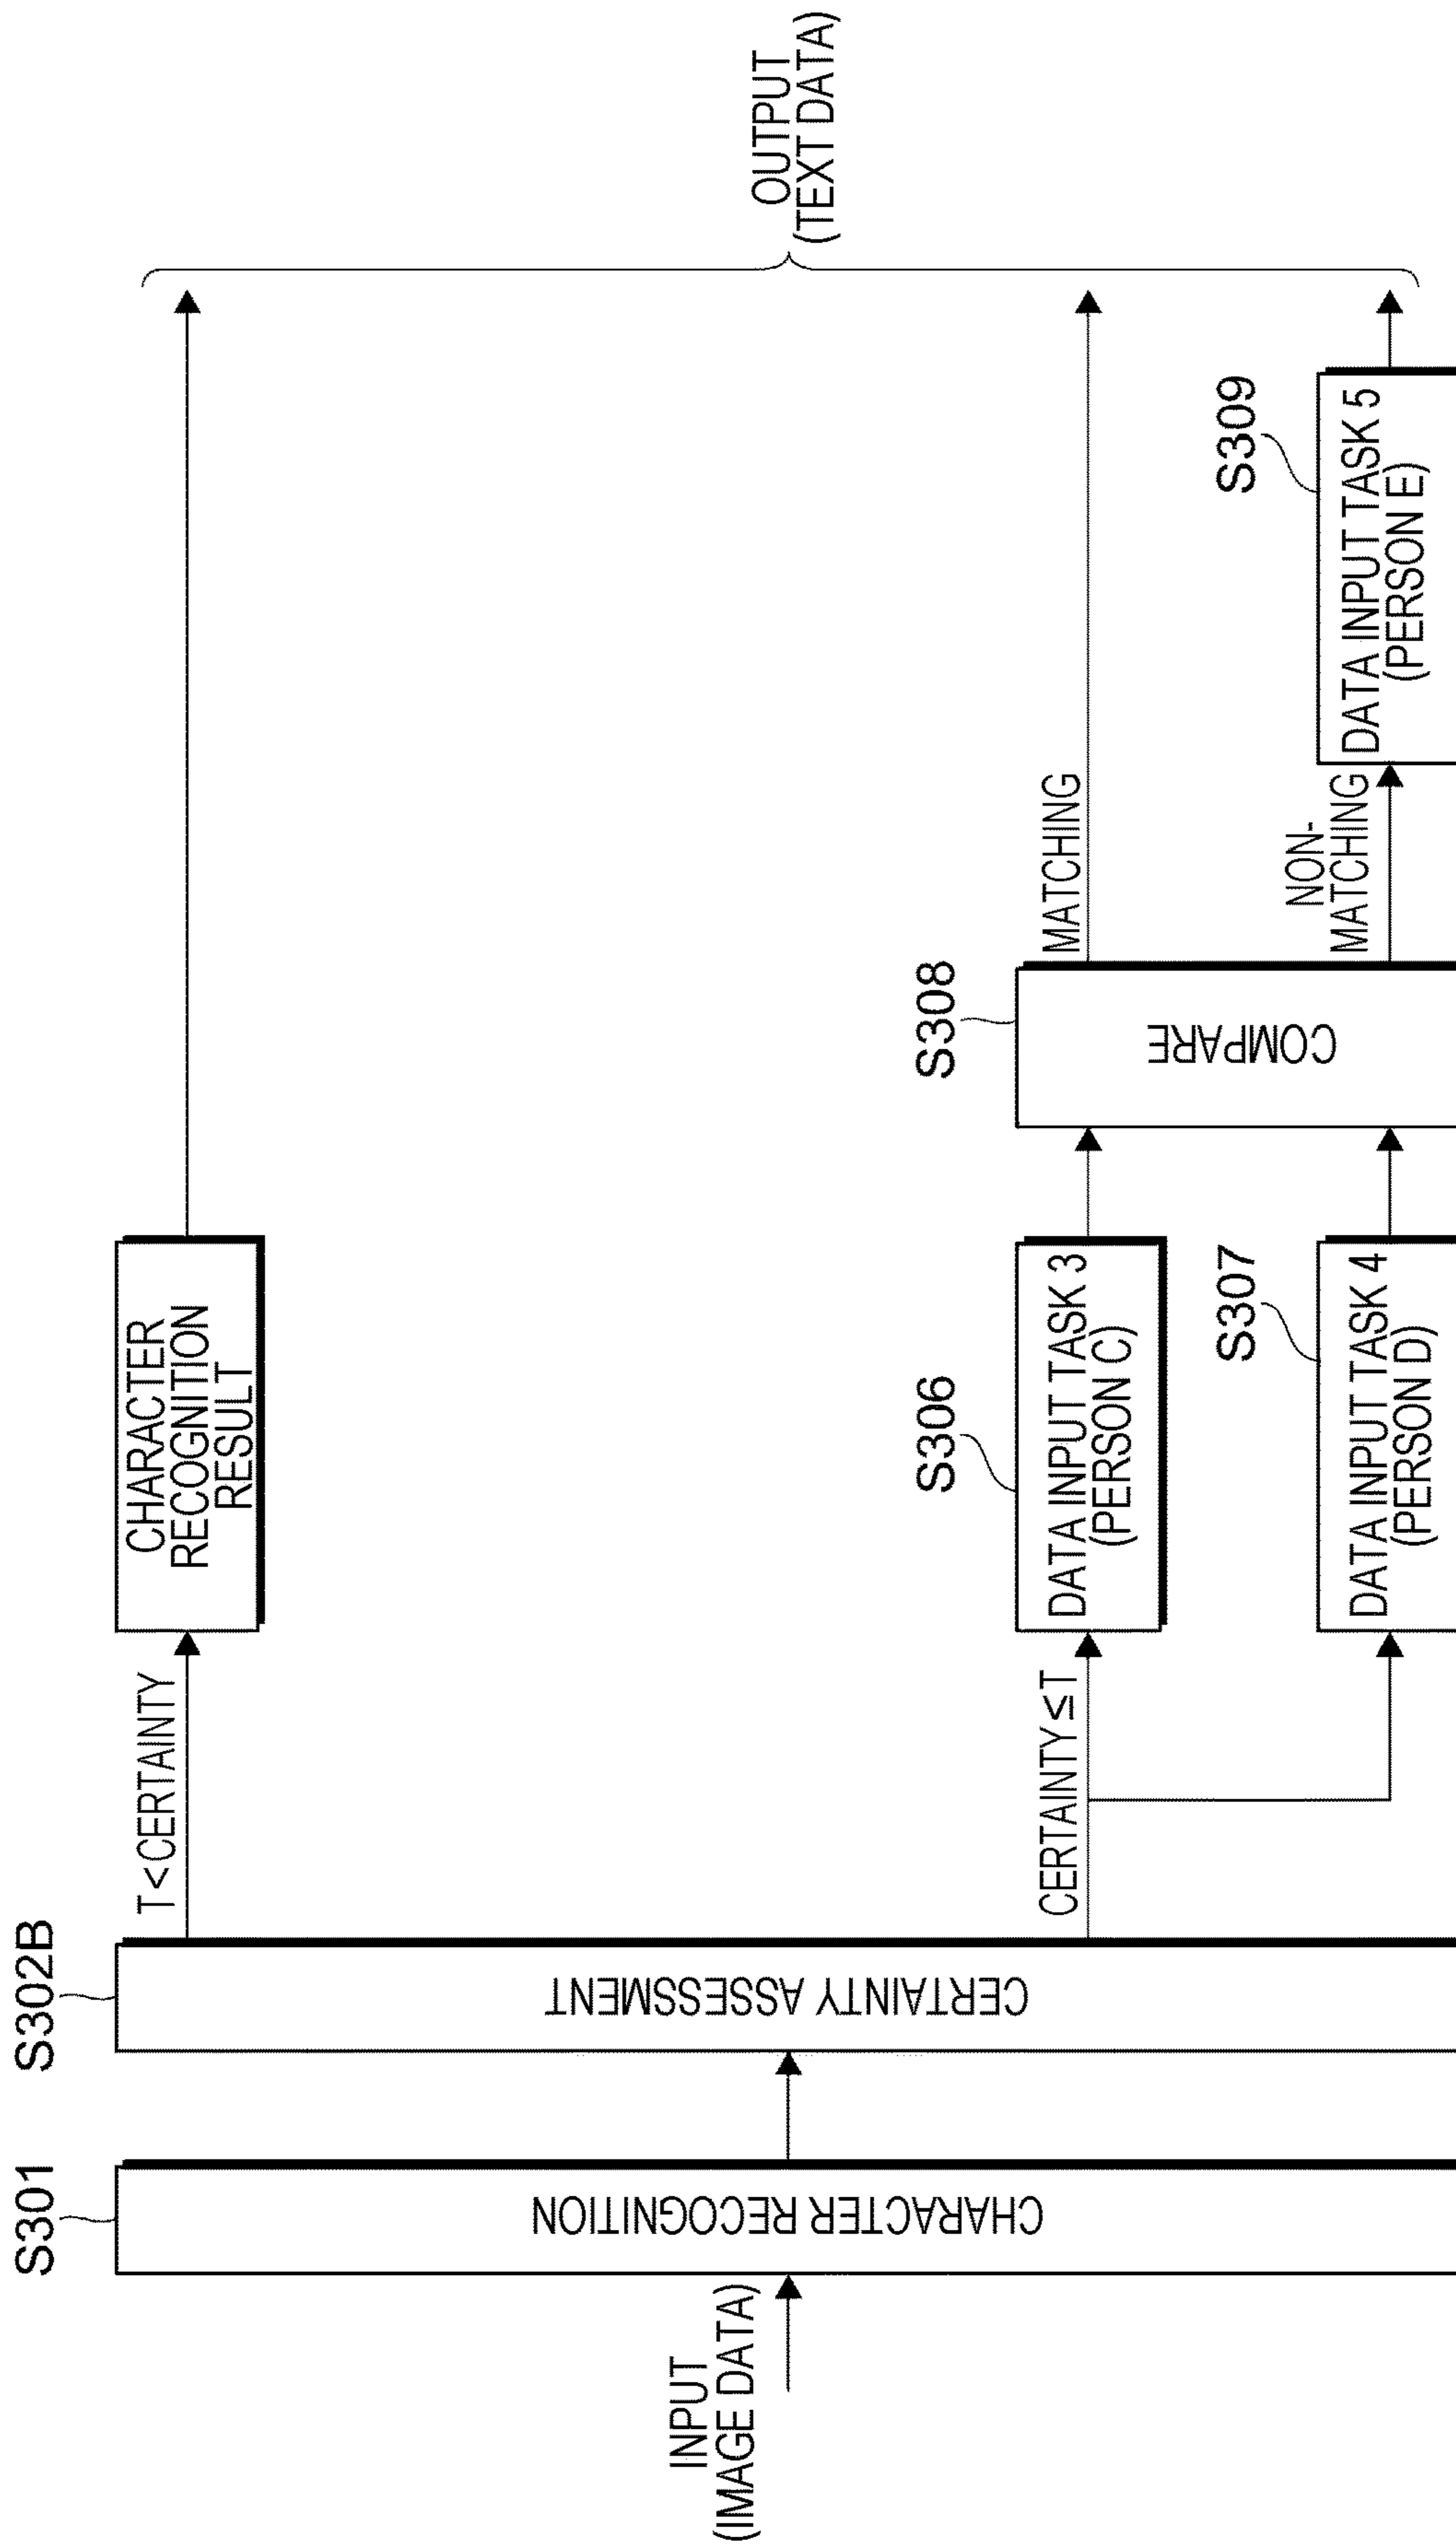 INPUT
(IMAGE DATA)
S301
CHARACTER RECOGNITION
S302B
CERTAINTY ASSESSMENT
T<CERTAINTY
CHARACTER
RECOGNITION
RESULT
CERTAINTY≤T
S306
DATA INPUT TASK 3
(PERSON C)
S307
DATA INPUT TASK 4
(PERSON D)
S308
COMPARE
MATCHING
NON-
MATCHING
S309
DATA INPUT TASK 5
(PERSON E)
OUTPUT
(TEXT DATA)